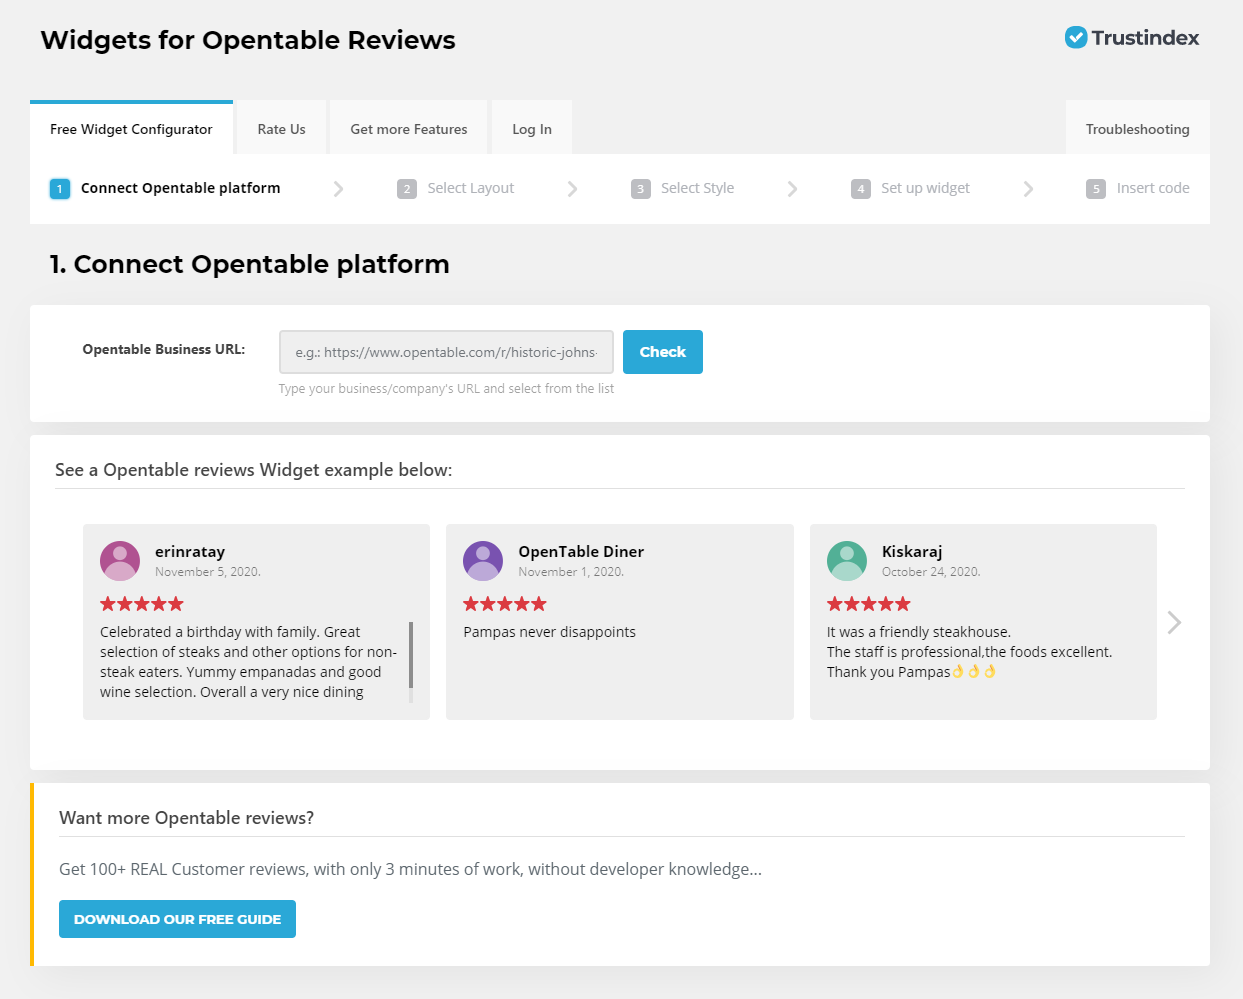 Widgets for Opentable Reviews
Trustindex
Free Widget Configurator
Rate Us
Get more Features
Log In
Troubleshooting
1 Connect Opentable platform
2 Select Layout
3 Select Style
4 Set up widget
5 Insert code
1. Connect Opentable platform
Opentable Business URL:
e.g.: https://www.opentable.com/r/historic-johns-
Check
Type your business/company's URL and select from the list
See a Opentable reviews Widget example below:
erinratay
November 5, 2020.
Celebrated a birthday with family. Great
selection of steaks and other options for non-
steak eaters. Yummy empanadas and good
wine selection. Overall a very nice dining
OpenTable Diner
November 1, 2020.
Pampas never disappoints
Kiskaraj
October 24, 2020.
It was a friendly steakhouse.
The staff is professional,the foods excellent.
Thank you Pampas👌👌👌
Want more Opentable reviews?
Get 100+ REAL Customer reviews, with only 3 minutes of work, without developer knowledge...
DOWNLOAD OUR FREE GUIDE